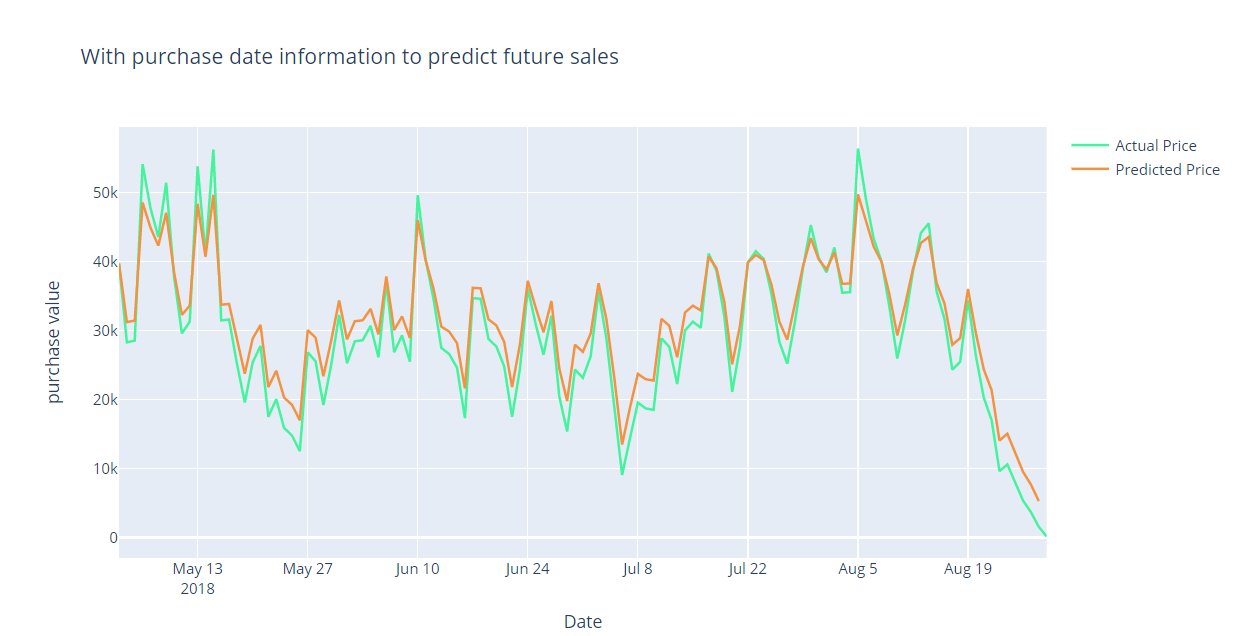 With purchase date information to predict future sales
Actual Price
Predicted Price
purchase value
50k
40k
30k
20k
10k
0
May 13
2018
May 27
Jun 10
Jun 24
Jul 8
Jul 22
Aug 5
Aug 19
Date